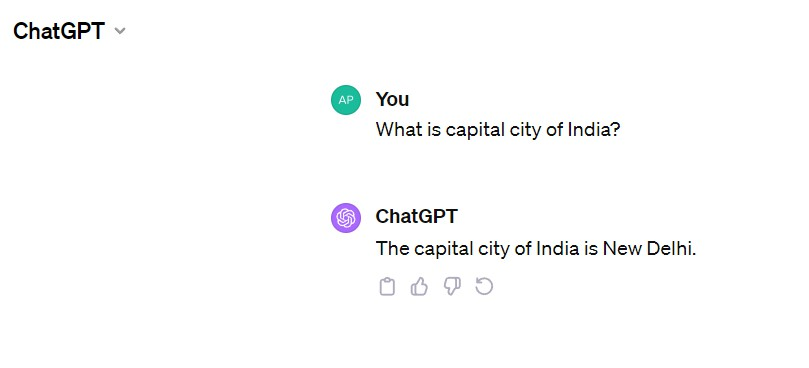 ChatGPT
AP
You
What is capital city of India?
ChatGPT
The capital city of India is New Delhi.